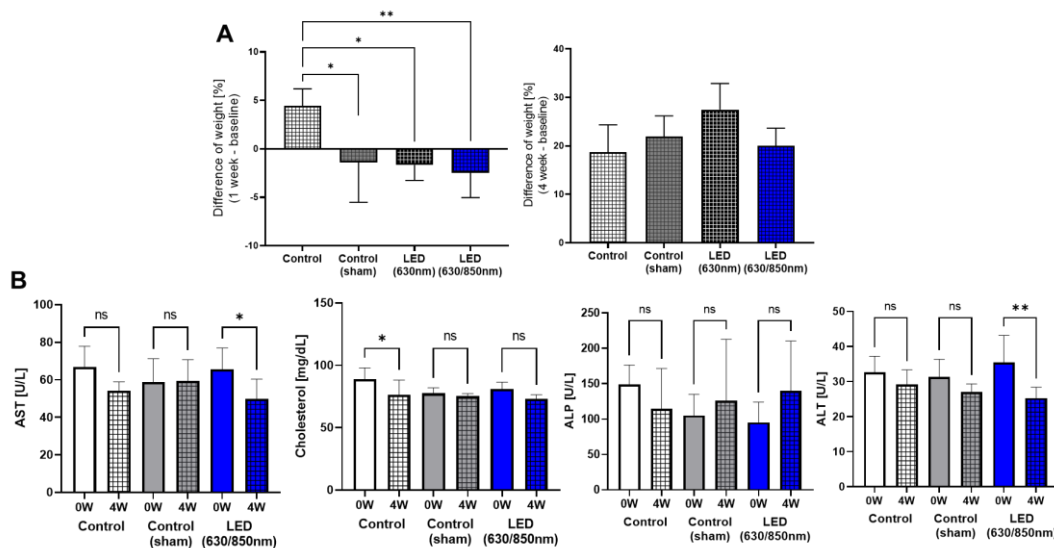 A
Difference of weight [%]
(1 week - baseline)
10
5
0
-5
-10
*
*
**
Control
Control
(sham)
LED
(630nm)
LED
(630/850nm)
Difference of weight [%]
(4 week - baseline)
40
30
20
10
0
Control
Control
(sham)
LED
(630nm)
LED
(630/850nm)
B
AST [U/L]
100
80
60
40
20
0
ns
ns
*
0W 4W 0W 4W 0W 4W
Control
Control
(sham)
LED
(630/850nm)
Cholesterol [mg/dL]
150
100
50
0
*
ns
ns
0W 4W 0W 4W 0W 4W
Control
Control
(sham)
LED
(630/850nm)
ALP [U/L]
250
200
150
100
50
0
ns
ns
ns
0W 4W 0W 4W 0W 4W
Control
Control
(sham)
LED
(630/850nm)
ALT [U/L]
50
40
30
20
10
0
ns
ns
**
0W 4W 0W 4W 0W 4W
Control
Control
(sham)
LED
(630/850nm)